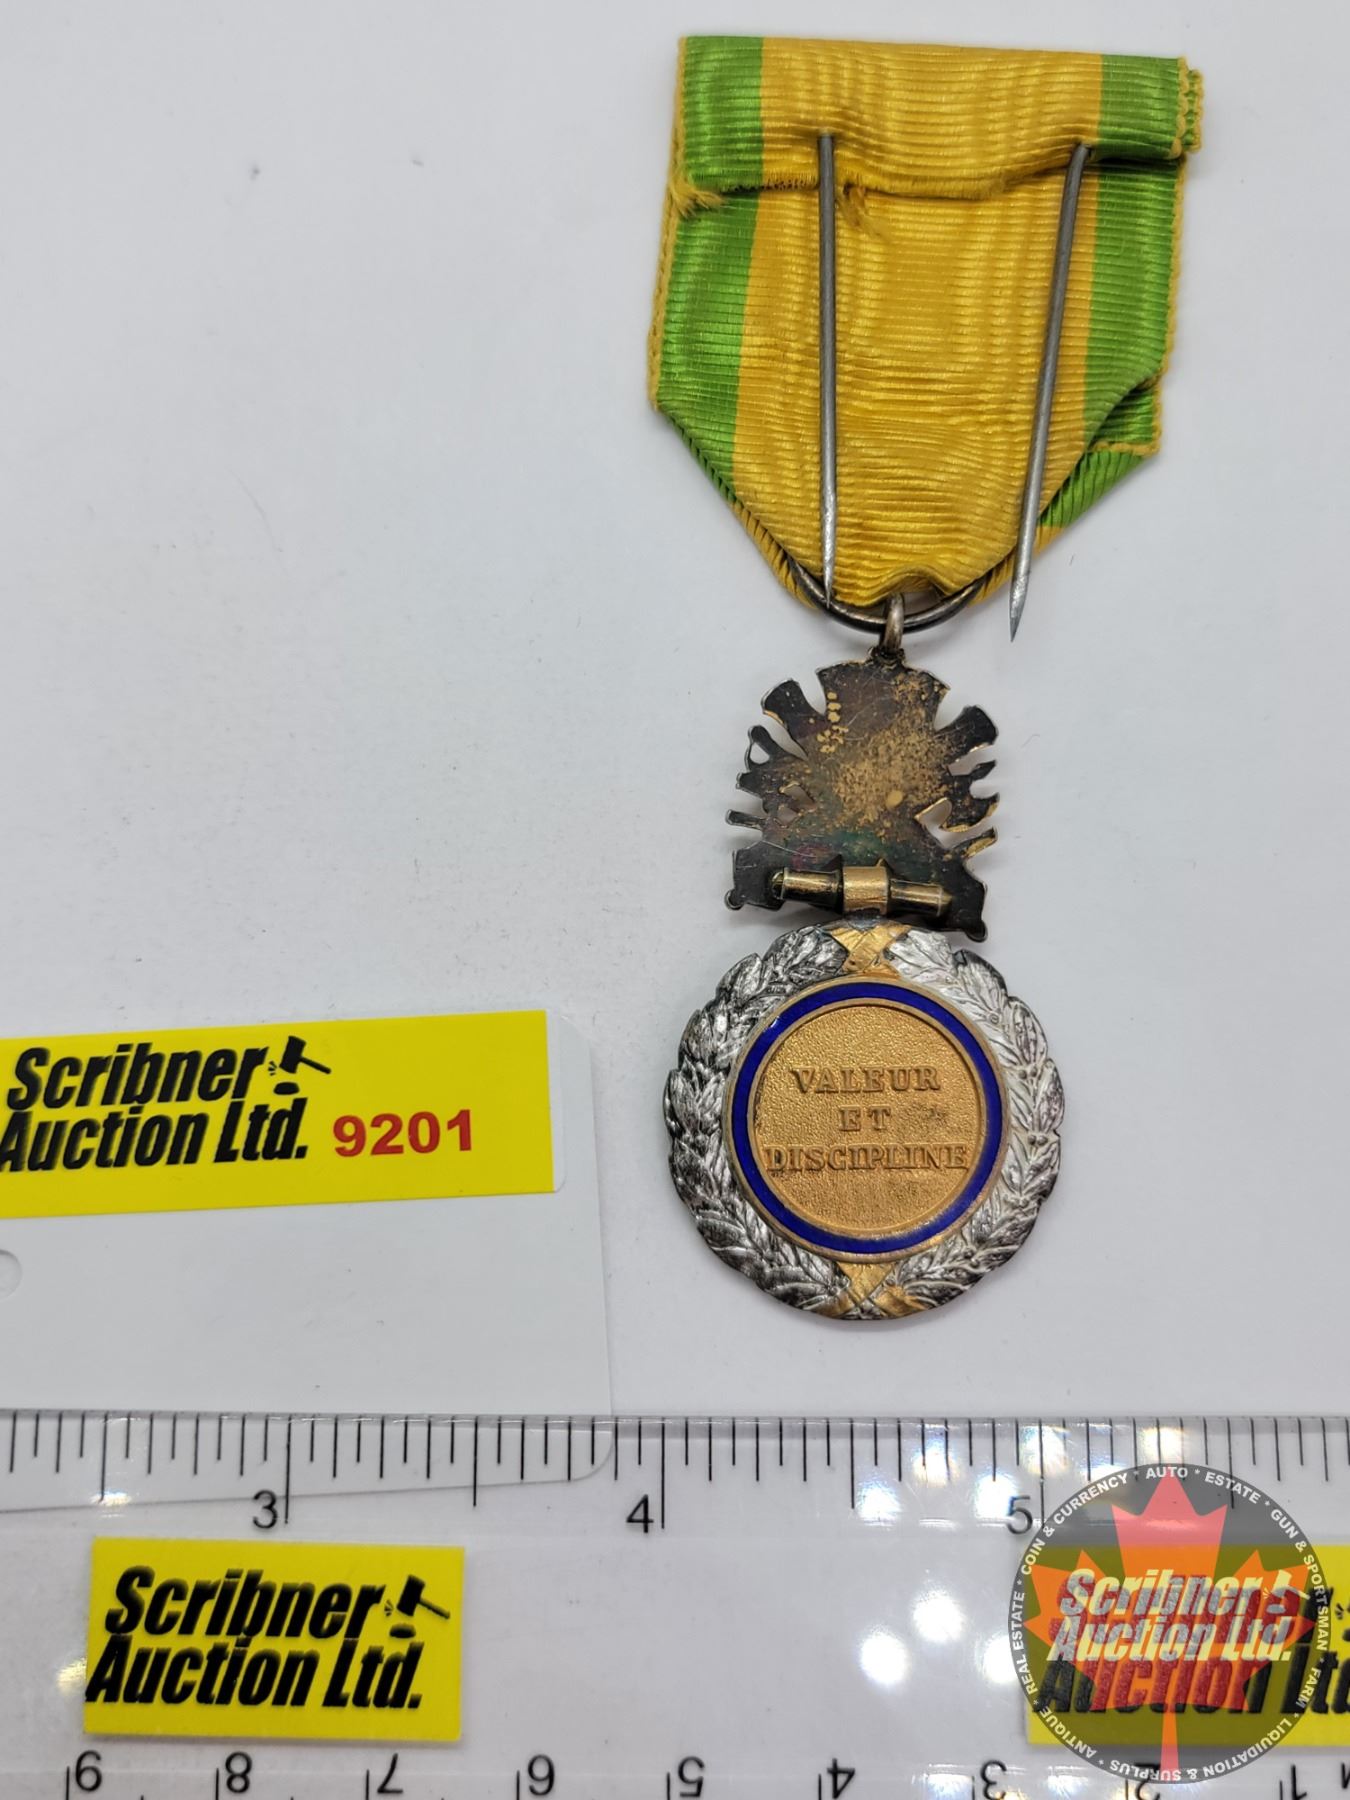 VALEUR
ET
DISCIPLINE
Scribner
Auction Ltd. 9201
3 4 5
Scribner
Auction Ltd.
9 8 7 6 5 4 3 2 1
COIN & CURRENCY * AUTO * ESTATE * GUN & SPORTSMAN * FARM * LIQUIDATION & SURPLUS * ANTIQUE * REAL ESTATE *
Scribner
Auction Ltd.